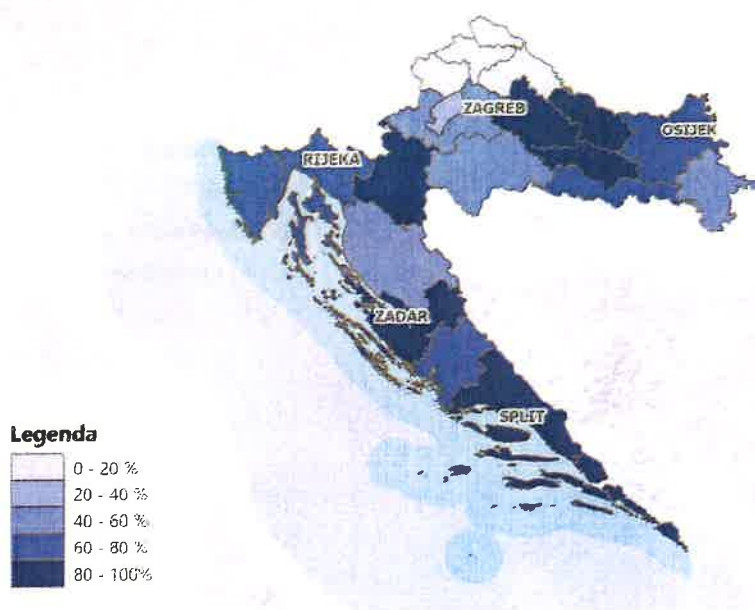 ZAGREB
OSIJEK
RIJEKA
ZADAR
SPLIT
Legenda
0 - 20 %
20 - 40 %
40 - 60 %
60 - 80 %
80 - 100%